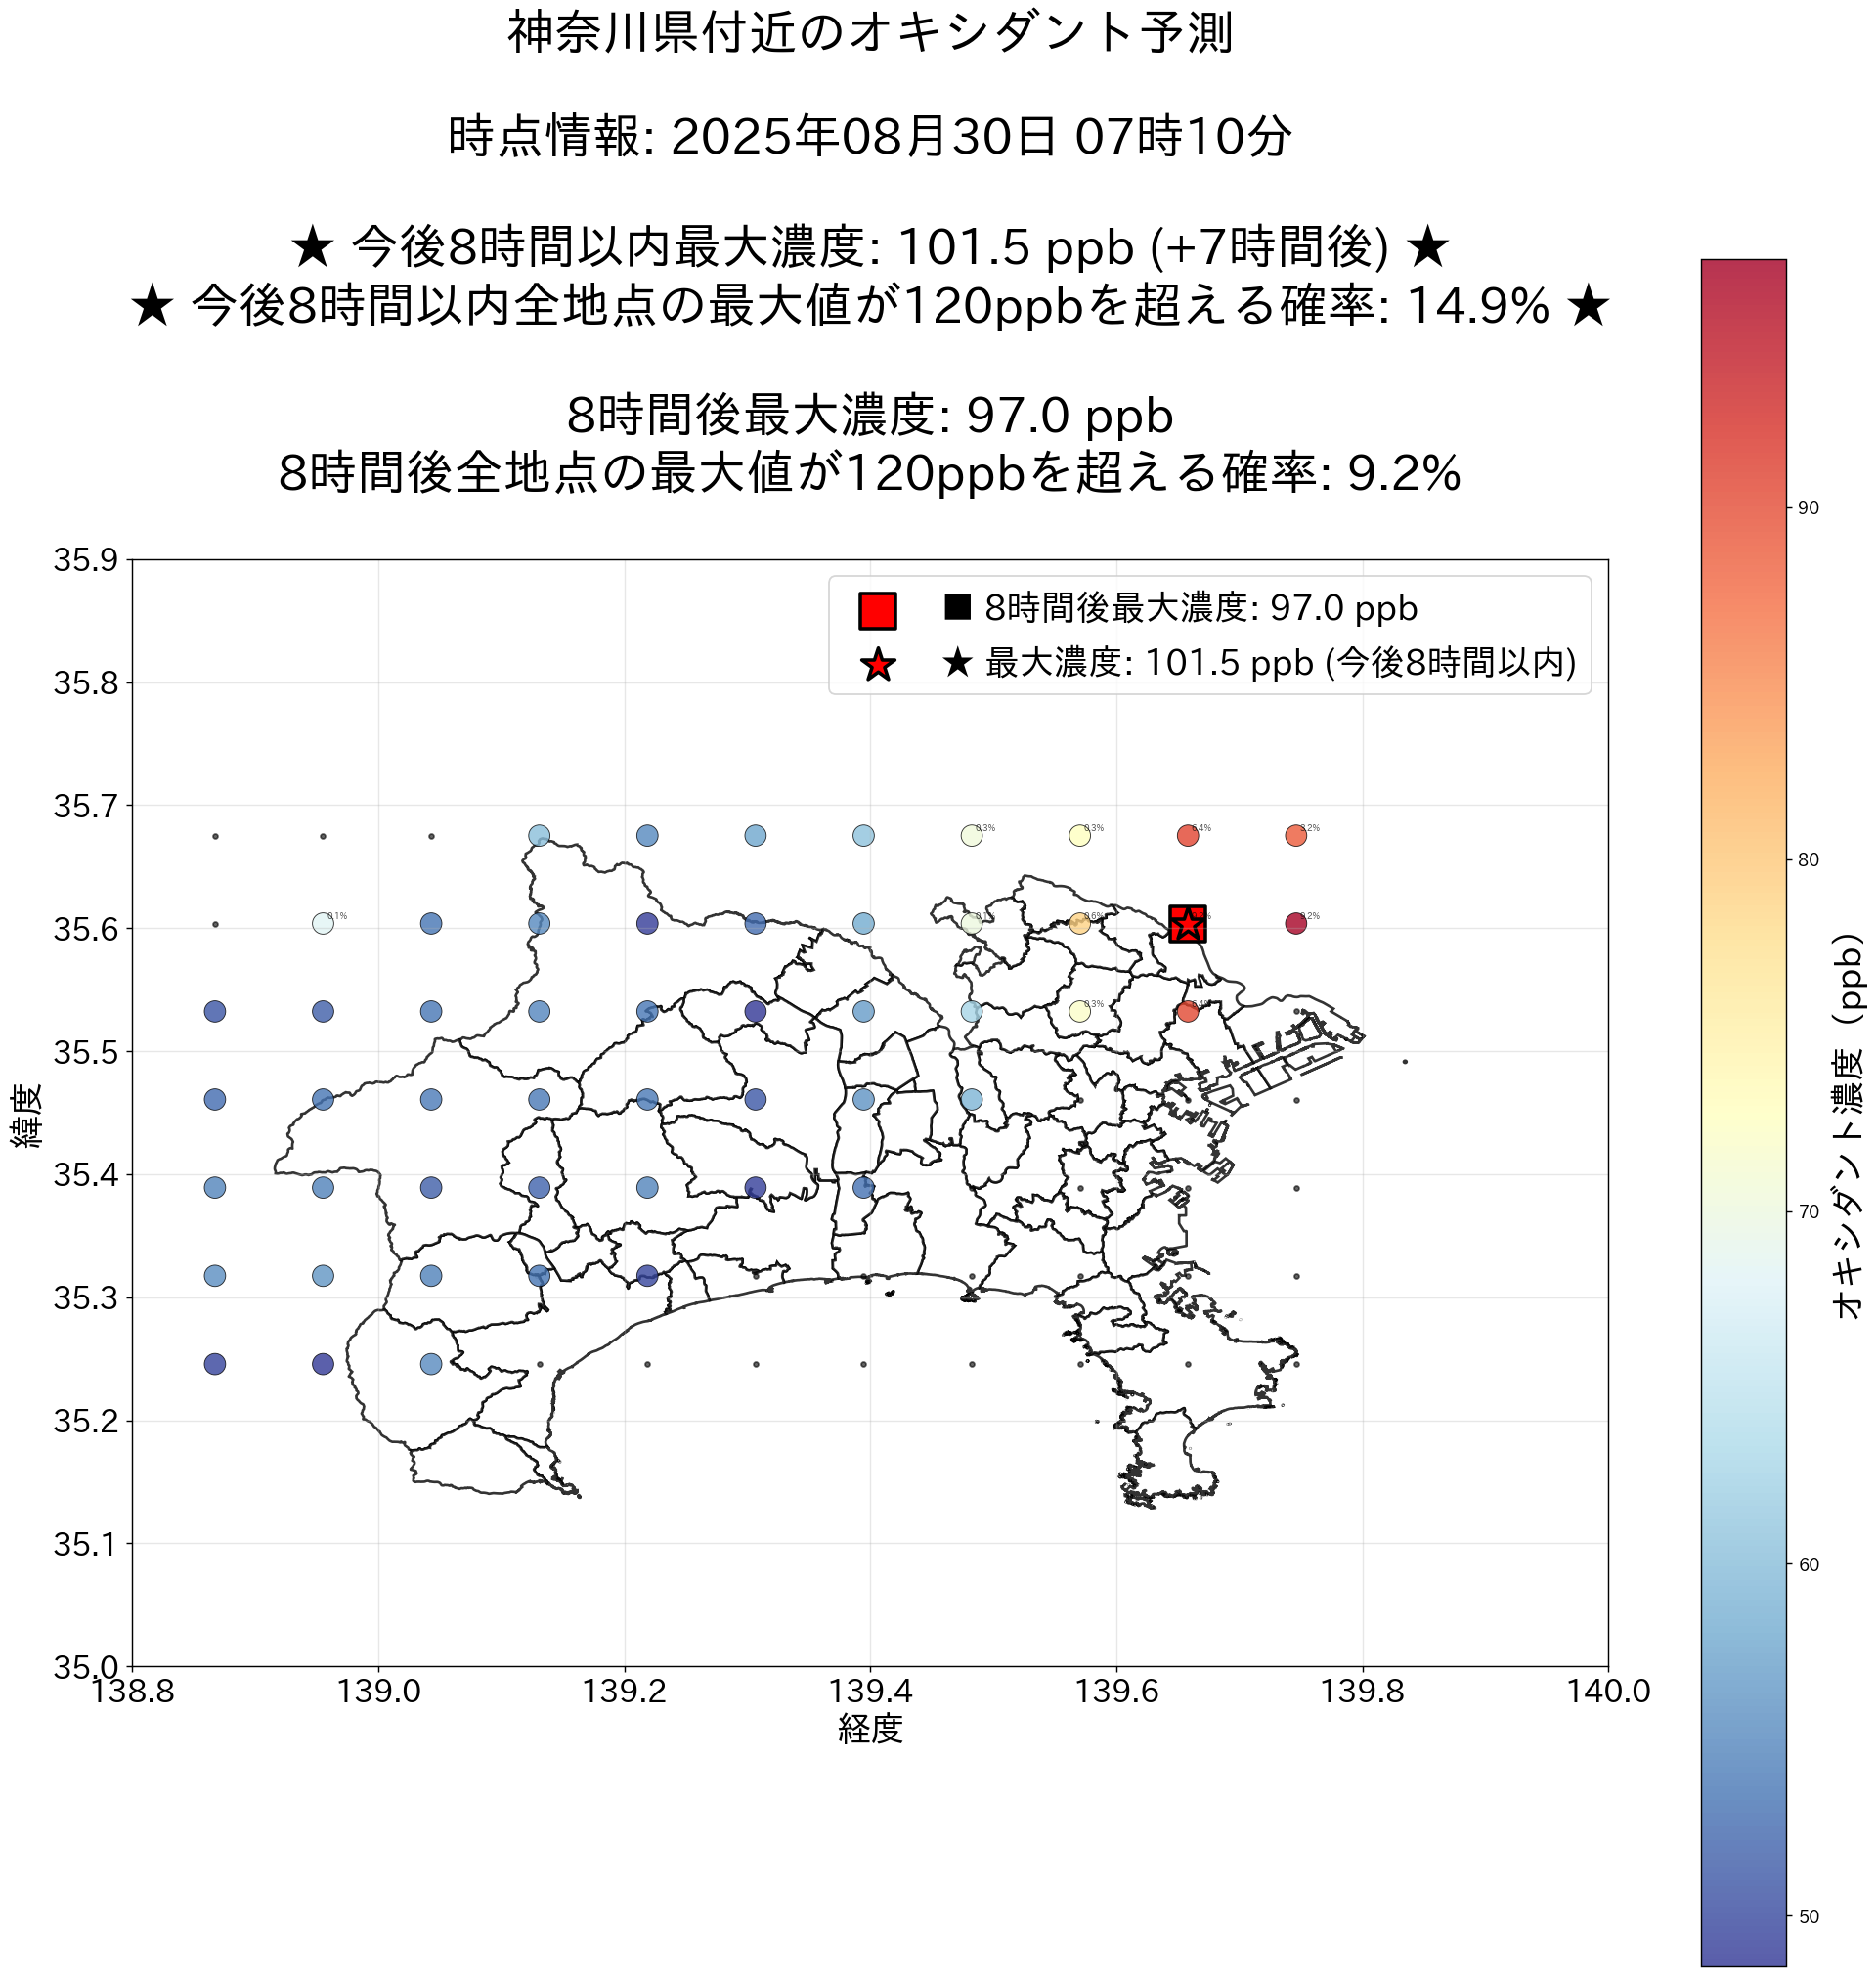 神奈川県付近のオキシダント予測
時点情報: 2025年08月30日 07時10分
★ 今後8時間以内最大濃度: 101.5 ppb (+7時間後) ★
★ 今後8時間以内全地点の最大値が120ppbを超える確率: 14.9% ★
8時間後最大濃度: 97.0 ppb
8時間後全地点の最大値が120ppbを超える確率: 9.2%
■ 8時間後最大濃度: 97.0 ppb
★ 最大濃度: 101.5 ppb (今後8時間以内)
35.9
35.8
35.7
35.6
35.5
35.4
35.3
35.2
35.1
35.0
緯度
138.8
139.0
139.2
139.4
139.6
139.8
140.0
経度
0.3%
0.3%
0.1%
0.1%
0.6%
0.3%
90
80
70
60
50
オキシダント濃度（ppb）